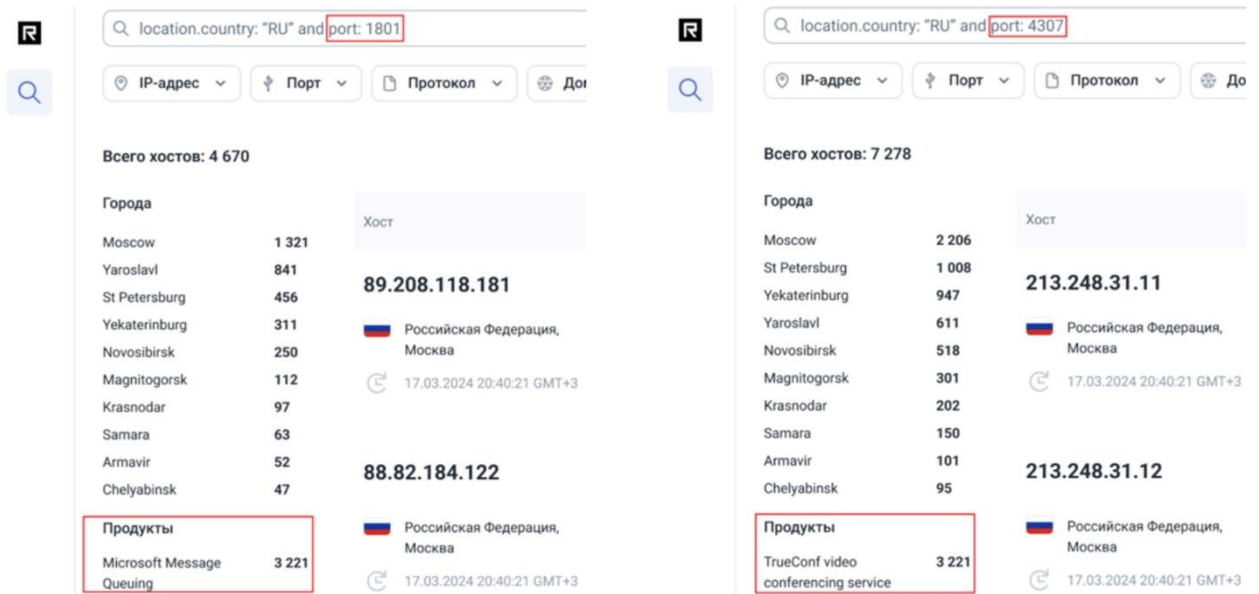 location.country: “RU” and port: 1801
IP-адрес Порт Протокол
Всего хостов: 4 670
Города
Moscow 1 321
Yaroslavl 841
St Petersburg 456
Yekaterinburg 311
Novosibirsk 250
Magnitogorsk 112
Krasnodar 97
Samara 63
Armavir 52
Chelyabinsk 47
Продукты
Microsoft Message 3 221
Queuing
Хост
89.208.118.181
Российская Федерация,
Москва
17.03.2024 20:40:21 GMT+3
88.82.184.122
Российская Федерация,
Москва
17.03.2024 20:40:21 GMT+3
location.country: “RU” and port: 4307
IP-адрес Порт Протокол До
Всего хостов: 7 278
Города
Moscow 2 206
St Petersburg 1 008
Yekaterinburg 947
Yaroslavl 611
Novosibirsk 518
Magnitogorsk 301
Krasnodar 202
Samara 150
Armavir 101
Chelyabinsk 95
Продукты
TrueConf video 3 221
conferencing service
Хост
213.248.31.11
Российская Федерация,
Москва
17.03.2024 20:40:21 GMT+3
213.248.31.12
Российская Федерация,
Москва
17.03.2024 20:40:21 GMT+3